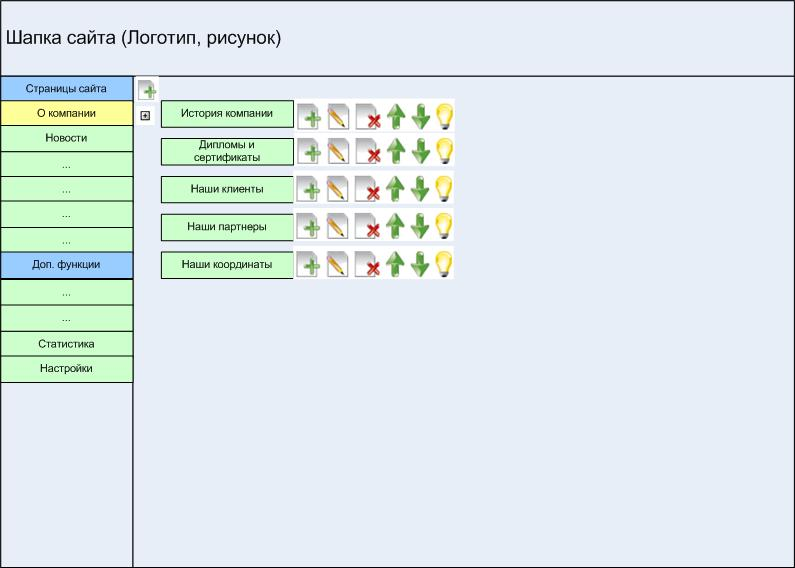 Шапка сайта (Логотип, рисунок)
Страницы сайта
О компании
Новости
...
...
...
...
Доп. функции
...
...
Статистика
Настройки
История компании
Дипломы и
сертификаты
Наши клиенты
Наши партнеры
Наши координаты